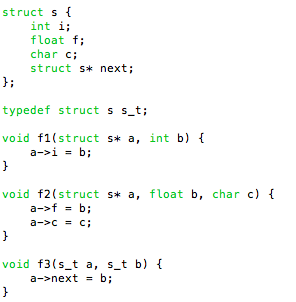 struct s {
    int i;
    float f;
    char c;
    struct s* next;
};

typedef struct s s_t;

void f1(struct s* a, int b) {
    a->i = b;
}

void f2(struct s* a, float b, char c) {
    a->f = b;
    a->c = c;
}

void f3(s_t a, s_t b) {
    a->next = b;
}